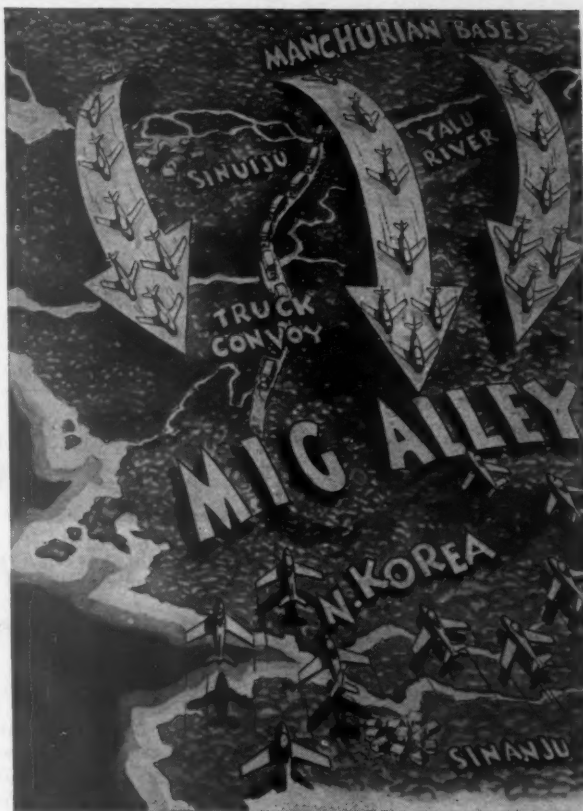 MANCHURIAN BASES
YALU
RIVER
SINUIJU
TRUCK
CONVOY
MIG ALLEY
N. KOREA
SINANJU